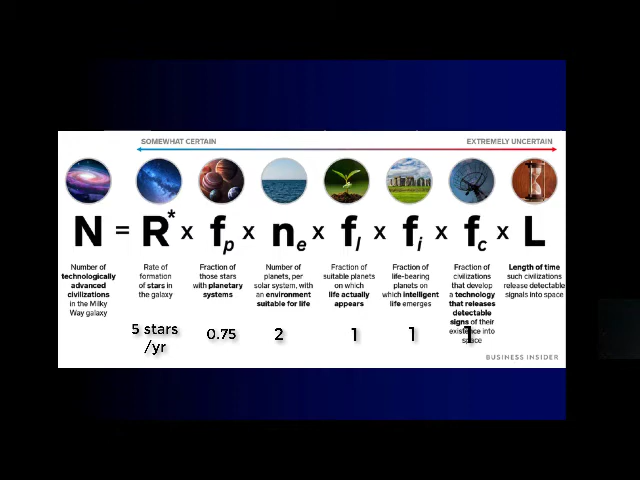 SOMEWHAT CERTAIN EXTREMELY UNCERTAIN
N = R* x fp x ne x fl x fi x fc x L
Number of
technologically
advanced
civilizations
in the Milky
Way galaxy
Rate of
formation
of stars in
the galaxy
Fraction of
those stars
with planetary
systems
Number of
planets, per
solar system, with
an environment
suitable for life
Fraction of
suitable planets
on which
life actually
appears
Fraction of
life-bearing
planets on
which intelligent
life emerges
Fraction of
civilizations
that develop
a technology
that releases
detectable
signs of their
existence into
space
Length of time
such civilizations
release detectable
signals into space
5 stars
/yr
0.75
2
1
1
1
BUSINESS INSIDER